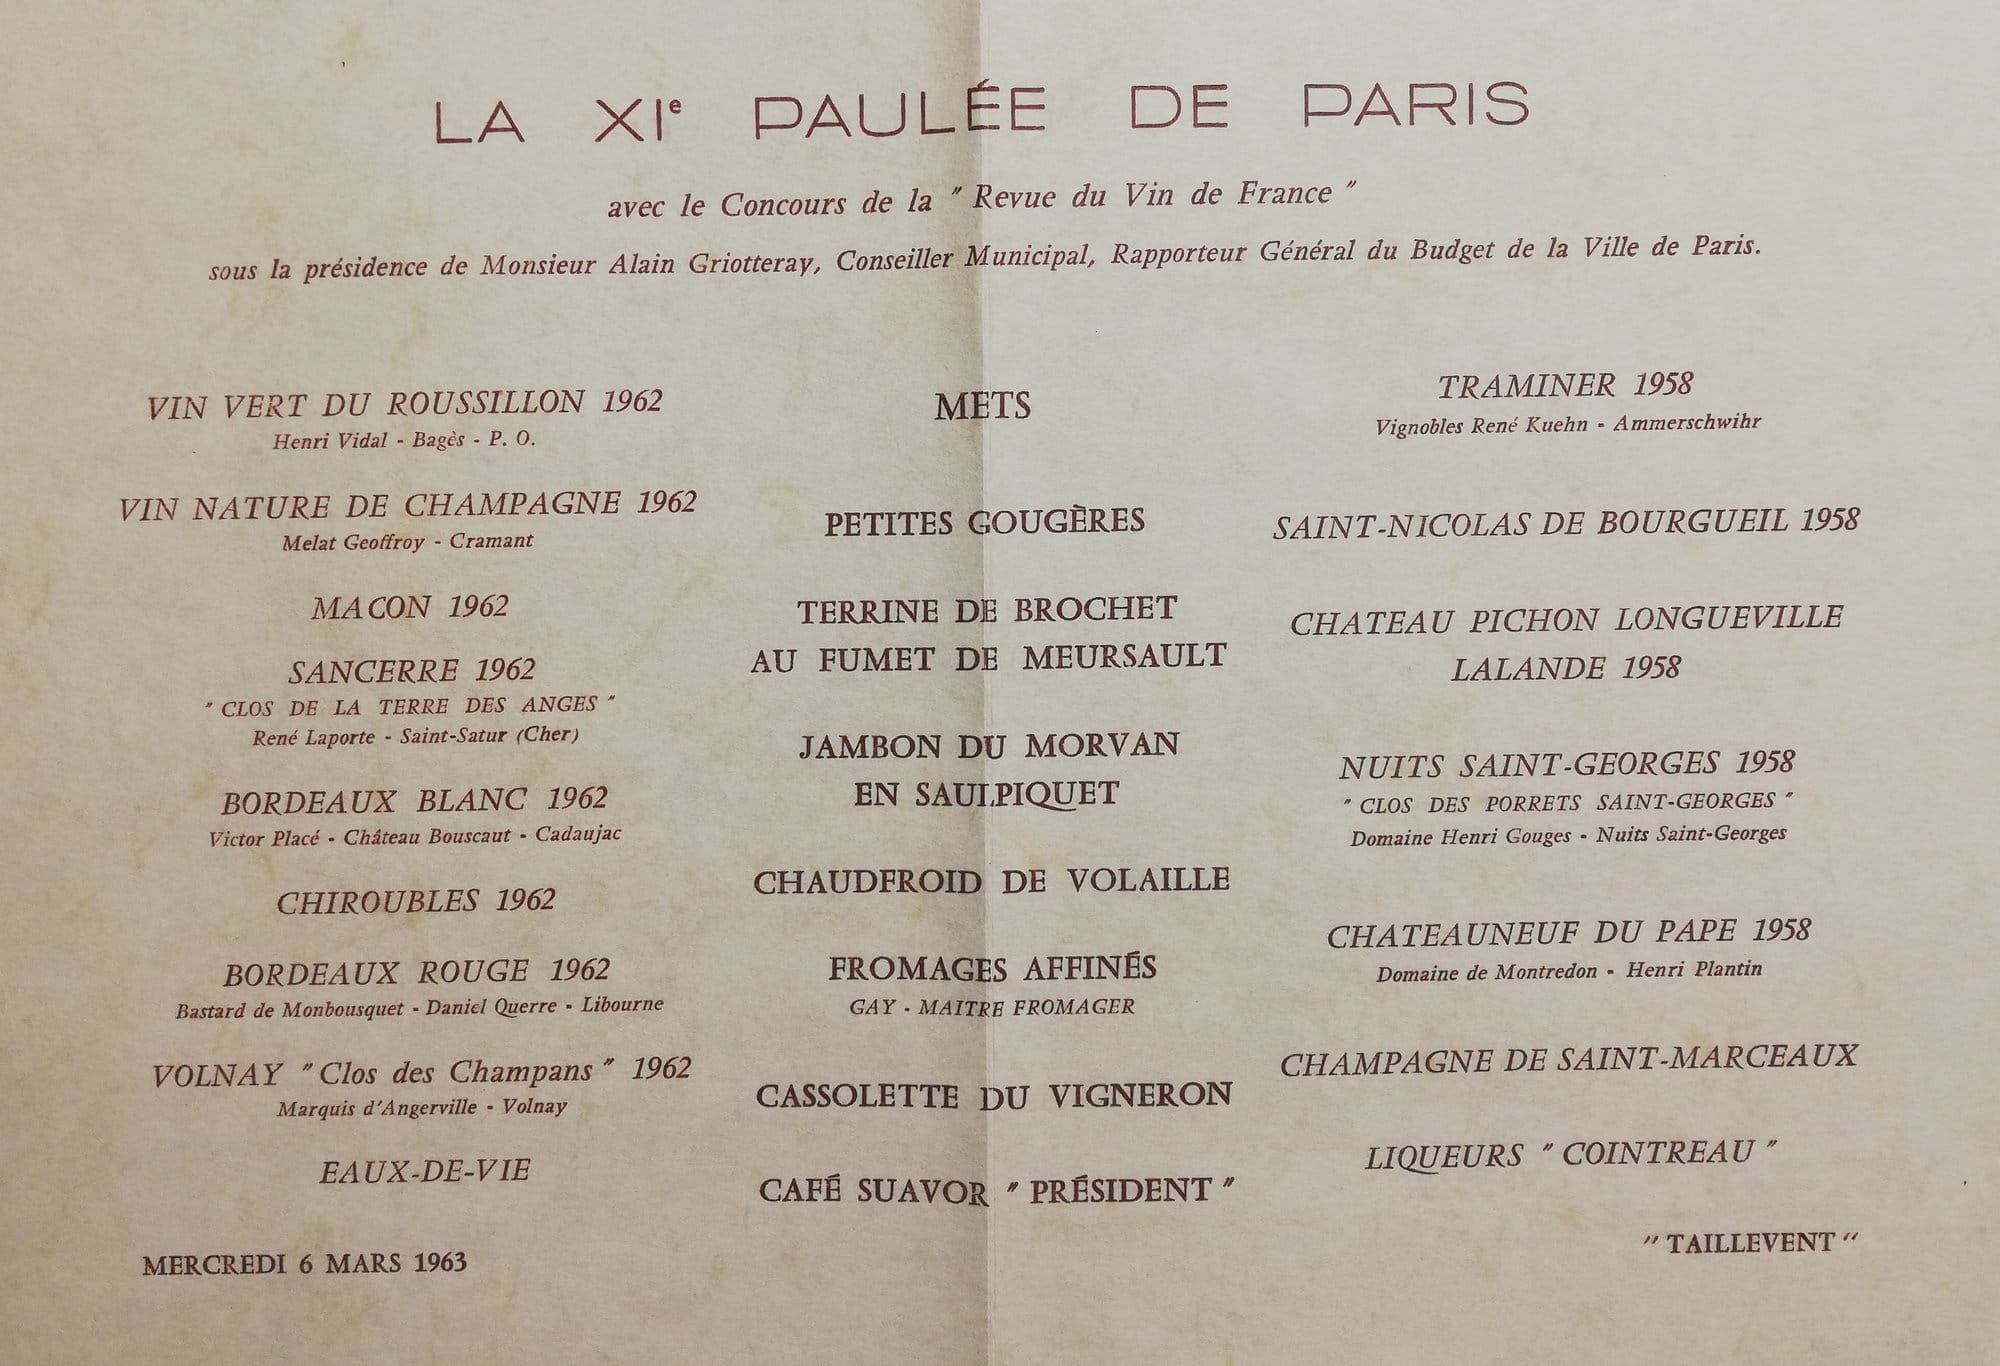 LA XIe PAULÉE DE PARIS
avec le Concours de la " Revue du Vin de France "
sous la présidence de Monsieur Alain Griotteray, Conseiller Municipal, Rapporteur Général du Budget de la Ville de Paris.
VIN VERT DU ROUSSILLON 1962
Henri Vidal - Bagès - P. O.
VIN NATURE DE CHAMPAGNE 1962
Melat Geoffroy - Cramant
MACON 1962
SANCERRE 1962
" CLOS DE LA TERRE DES ANGES "
René Laporte - Saint-Satur (Cher)
BORDEAUX BLANC 1962
Victor Placé - Château Bouscaut - Cadaujac
CHIROUBLES 1962
BORDEAUX ROUGE 1962
Bastard de Monbousquet - Daniel Querre - Libourne
VOLNAY " Clos des Champans " 1962
Marquis d'Angerville - Volnay
EAUX-DE-VIE
MERCREDI 6 MARS 1963
METS
PETITES GOUGÈRES
TERRINE DE BROCHET
AU FUMET DE MEURSAULT
JAMBON DU MORVAN
EN SAULPIQUET
CHAUDFROID DE VOLAILLE
FROMAGES AFFINÉS
GAY - MAITRE FROMAGER
CASSOLETTE DU VIGNERON
CAFÉ SUAVOR " PRÉSIDENT "
TRAMINER 1958
Vignobles René Kuehn - Ammerschwihr
SAINT-NICOLAS DE BOURGUEIL 1958
CHATEAU PICHON LONGUEVILLE
LALANDE 1958
NUITS SAINT-GEORGES 1958
" CLOS DES PORRETS SAINT-GEORGES "
Domaine Henri Gouges - Nuits Saint-Georges
CHATEAUNEUF DU PAPE 1958
Domaine de Montredon - Henri Plantin
CHAMPAGNE DE SAINT-MARCEAUX
LIQUEURS " COINTREAU "
" TAILLEVENT "